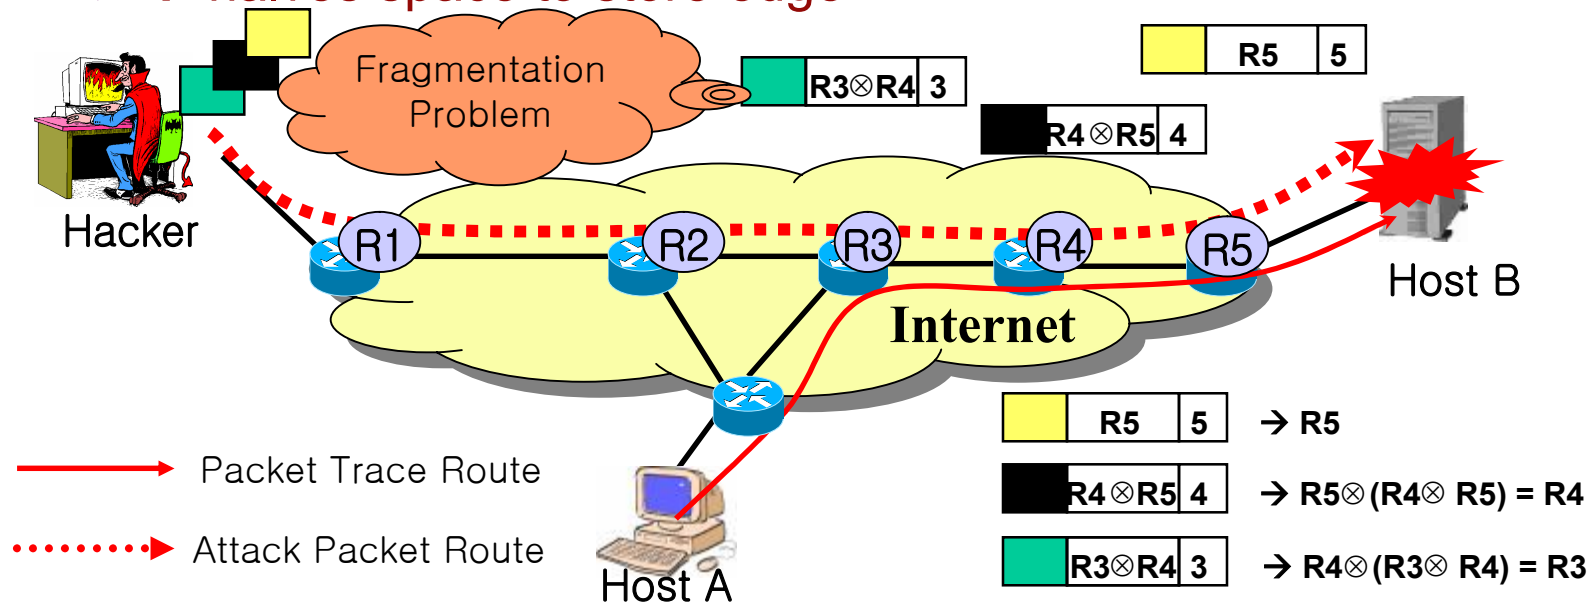 Fragmentation
Problem
R3⊗R4 3
R5 5
R4⊗R5 4
Hacker
R1
R2
R3
R4
R5
Host B
Internet
R5 5 → R5
Packet Trace Route
R4⊗R5 4 → R5⊗(R4⊗ R5) = R4
Attack Packet Route
R3⊗R4 3 → R4⊗(R3⊗ R4) = R3
Host A